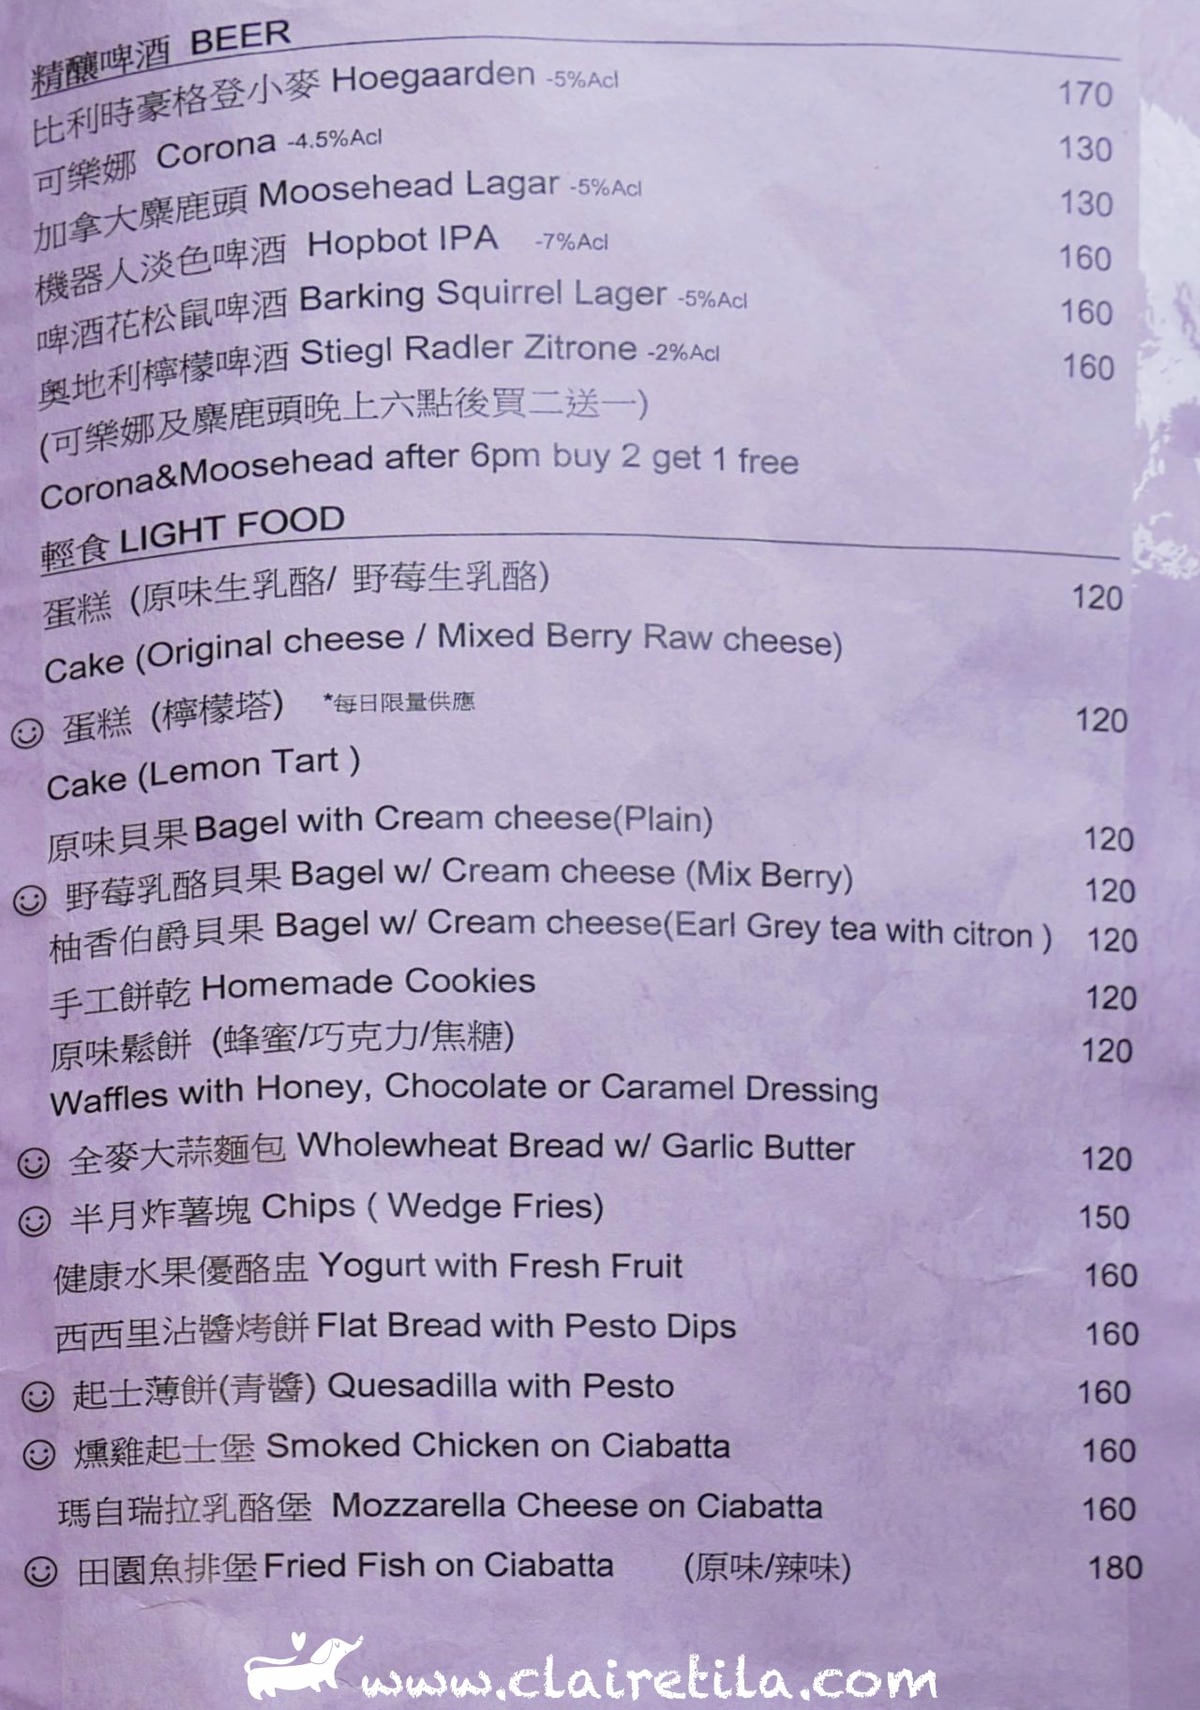 精釀啤酒 BEER
比利時豪格登小麥 Hoegaarden -5%Acl 170
可樂娜 Corona -4.5%Acl 130
加拿大麋鹿頭 Moosehead Lagar -5%Acl 130
機器人淡色啤酒 Hopbot IPA -7%Acl 160
啤酒花松鼠啤酒 Barking Squirrel Lager -5%Acl 160
奧地利檸檬啤酒 Stiegl Radler Zitrone -2%Acl 160
(可樂娜及麋鹿頭晚上六點後買二送一)
Corona&Moosehead after 6pm buy 2 get 1 free
輕食 LIGHT FOOD
蛋糕 (原味生乳酪/ 野莓生乳酪) 120
Cake (Original cheese / Mixed Berry Raw cheese)
蛋糕 (檸檬塔) *每日限量供應 120
Cake (Lemon Tart )
原味貝果 Bagel with Cream cheese(Plain) 120
野莓乳酪貝果 Bagel w/ Cream cheese (Mix Berry) 120
柚香伯爵貝果 Bagel w/ Cream cheese(Earl Grey tea with citron ) 120
手工餅乾 Homemade Cookies 120
原味鬆餅 (蜂蜜/巧克力/焦糖) 120
Waffles with Honey, Chocolate or Caramel Dressing
全麥大蒜麵包 Wholewheat Bread w/ Garlic Butter 120
半月炸薯塊 Chips ( Wedge Fries) 150
健康水果優酪盅 Yogurt with Fresh Fruit 160
西西里沾醬烤餅 Flat Bread with Pesto Dips 160
起士薄餅(青醬) Quesadilla with Pesto 160
燻雞起士堡 Smoked Chicken on Ciabatta 160
瑪自瑞拉乳酪堡 Mozzarella Cheese on Ciabatta 160
田園魚排堡 Fried Fish on Ciabatta (原味/辣味) 180
www.clairetila.com